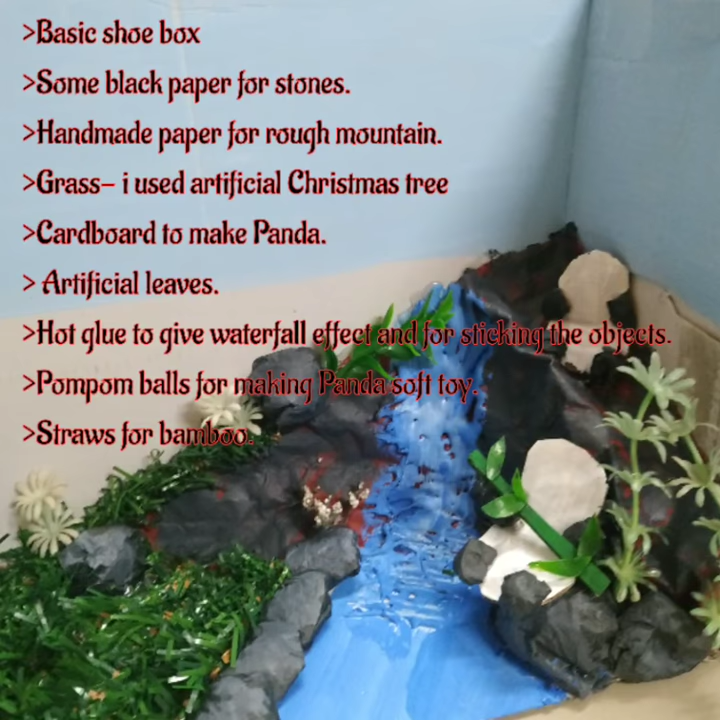 >Basic shoe box
>Some black paper for stones.
>Handmade paper for rough mountain.
>Grass– i used artificial Christmas tree
>Cardboard to make Panda.
> Artificial leaves.
>Hot glue to give waterfall effect and for sticking the objects.
>Pompom balls for making Panda soft toy.
>Straws for bamboo.